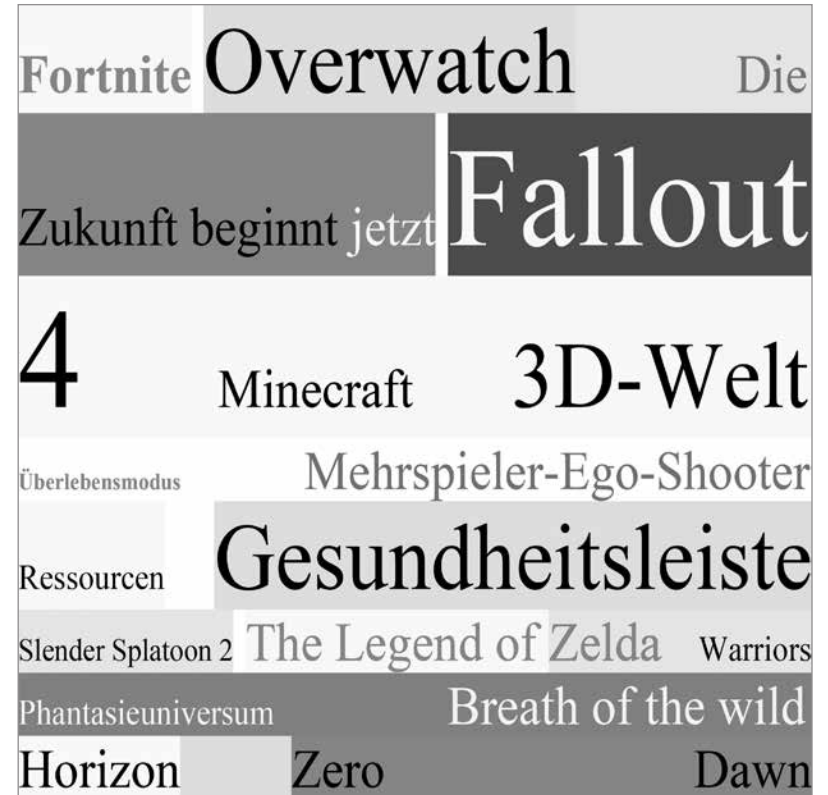 Fortnite Overwatch Die
Zukunft beginnt jetzt Fallout
4 Minecraft 3D-Welt
Überlebensmodus Mehrspieler-Ego-Shooter
Ressourcen Gesundheitsleiste
Slender Splatoon 2 The Legend of Zelda Warriors
Phantasieuniversum Breath of the wild
Horizon Zero Dawn